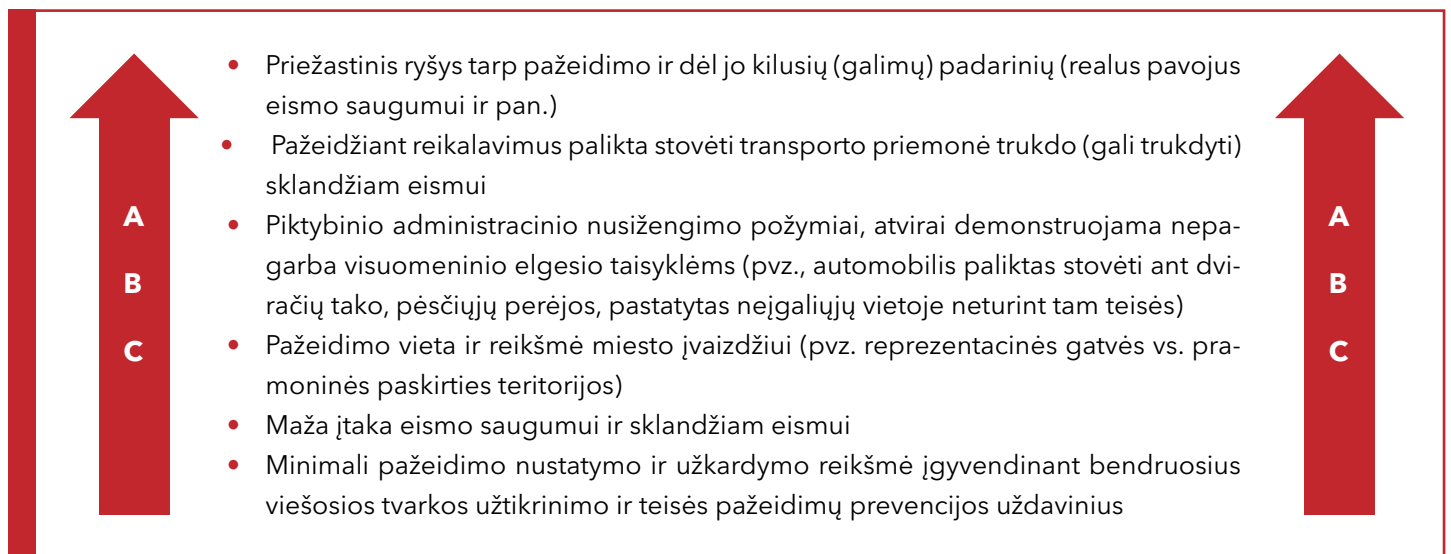 • Priežastinis ryšys tarp pažeidimo ir dėl jo kilusių (galimų) padarinių (realus pavojus
eismo saugumui ir pan.)
• Pažeidžiant reikalavimus palikta stovėti transporto priemonė trukdo (gali trukdyti)
sklandžiam eismui
• Piktybinio administracinio nusižengimo požymiai, atvirai demonstruojama nepa-
garba visuomeninio elgesio taisyklėms (pvz., automobilis paliktas stovėti ant dvi-
račių tako, pėsčiųjų perėjos, pastatytas neįgaliųjų vietoje neturint tam teisės)
• Pažeidimo vieta ir reikšmė miesto įvaizdžiui (pvz. reprezentacinės gatvės vs. pra-
moninės paskirties teritorijos)
• Maža įtaka eismo saugumui ir sklandžiam eismui
• Minimali pažeidimo nustatymo ir užkardymo reikšmė įgyvendinant bendruosius
viešosios tvarkos užtikrinimo ir teisės pažeidimų prevencijos uždavinius
A
B
C
A
B
C